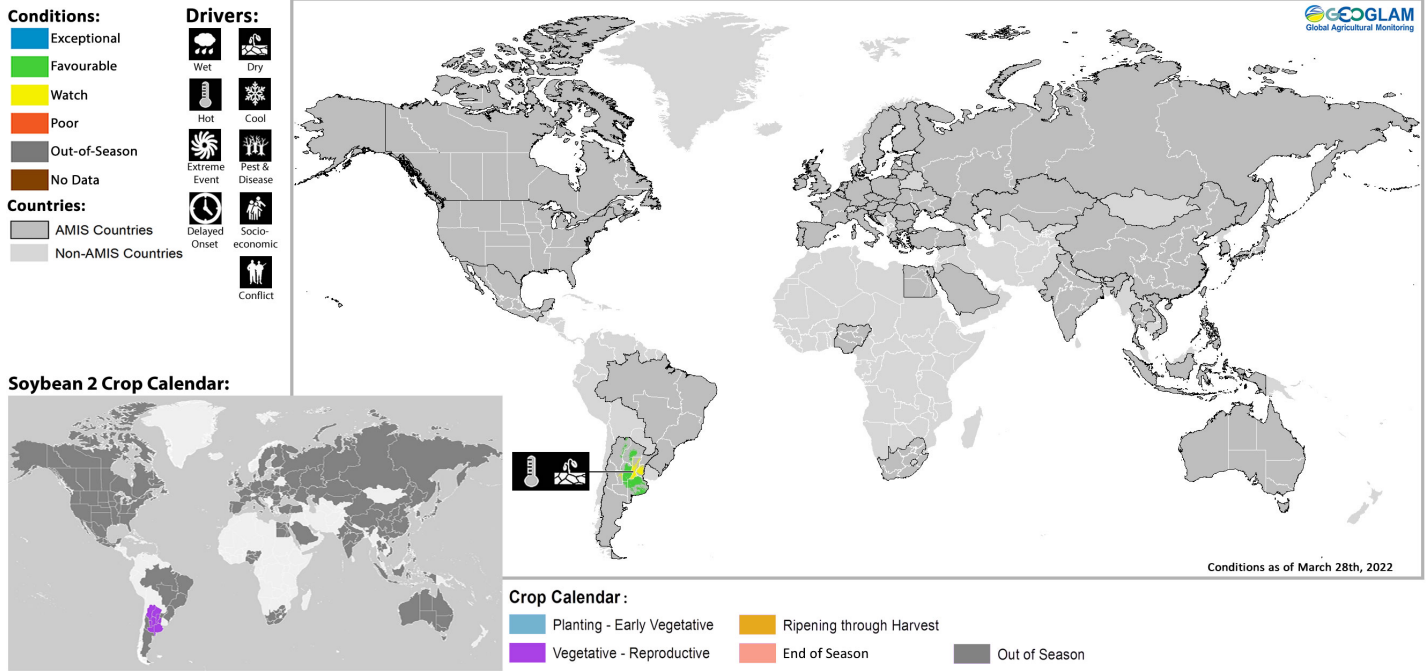 Conditions:
Exceptional
Favourable
Watch
Poor
Out-of-Season
No Data
Countries:
AMIS Countries
Non-AMIS Countries
Drivers:
Wet
Dry
Hot
Cool
Extreme
Event
Pest &
Disease
Delayed
Onset
Socio-
economic
Conflict
GEOGLAM
Global Agricultural Monitoring
Soybean 2 Crop Calendar:
Conditions as of March 28th, 2022
Crop Calendar :
Planting - Early Vegetative
Ripening through Harvest
Vegetative - Reproductive
End of Season
Out of Season